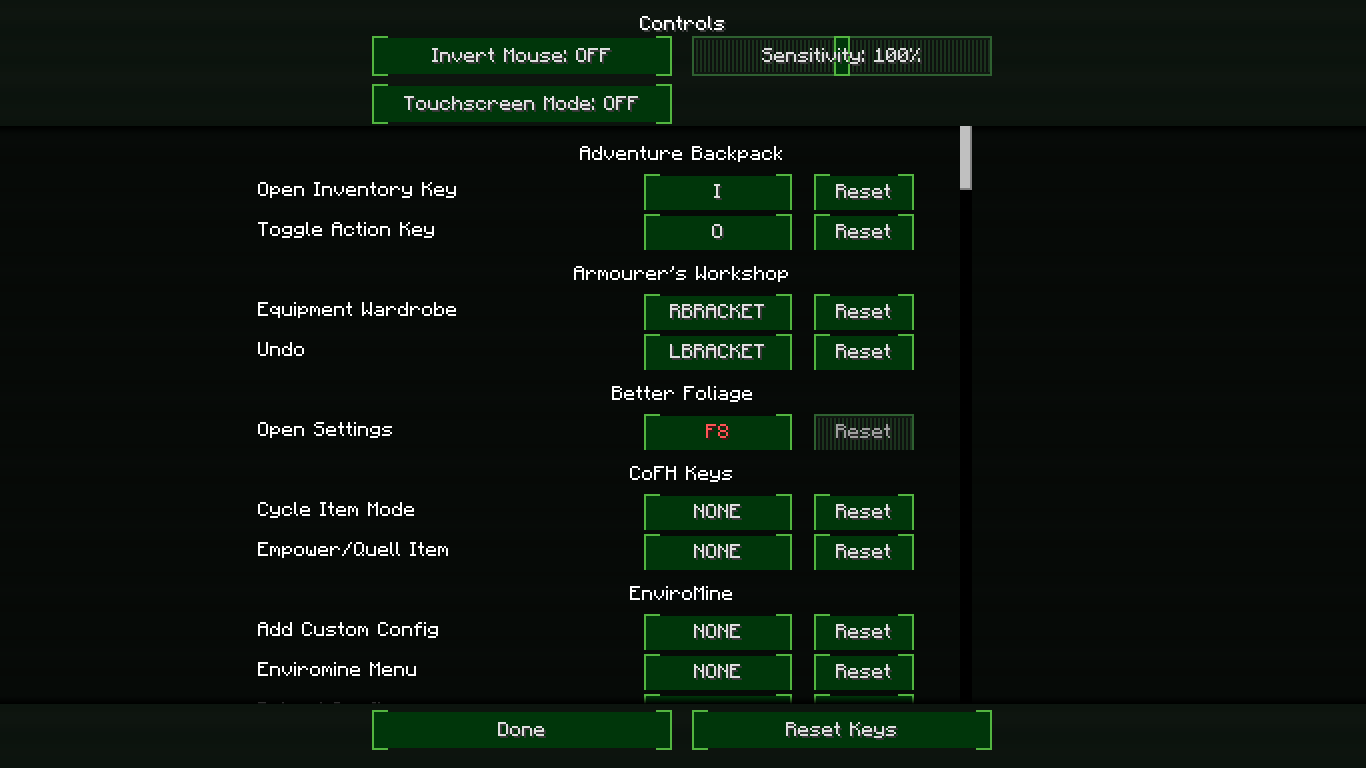 Controls
Invert Mouse: OFF Sensitivity: 100%
Touchscreen Mode: OFF
Adventure Backpack
Open Inventory Key I Reset
Toggle Action Key O Reset
Armourer's Workshop
Equipment Wardrobe RBRACKET Reset
Undo LBRACKET Reset
Better Foliage
Open Settings F8 Reset
CoFH Keys
Cycle Item Mode NONE Reset
Empower/Quell Item NONE Reset
EnviroMine
Add Custom Config NONE Reset
Enviromine Menu NONE Reset
Done Reset Keys